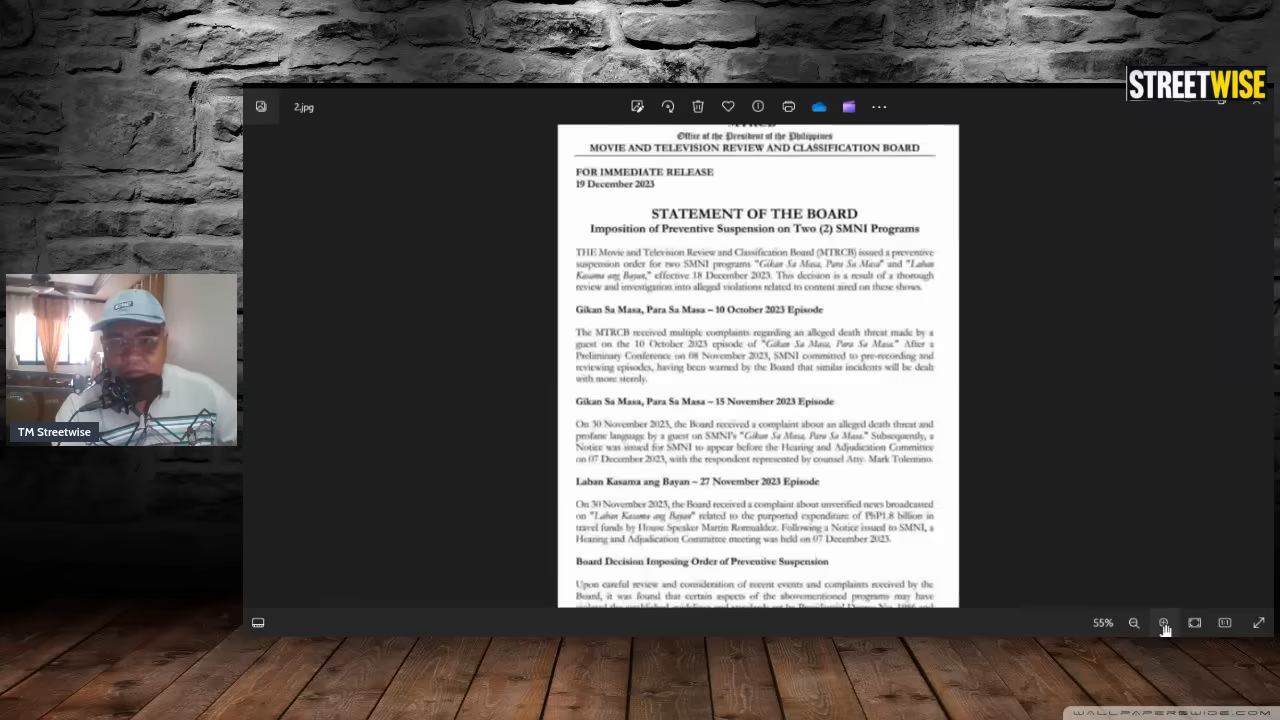 STREETWISE
2.jpg
Office of the President of the Philippines
MOVIE AND TELEVISION REVIEW AND CLASSIFICATION BOARD
FOR IMMEDIATE RELEASE
19 December 2023
STATEMENT OF THE BOARD
Imposition of Preventive Suspension on Two (2) SMNI Programs
THE Movie and Television Review and Classification Board (MTRCB) issued a preventive
suspension order for two SMNI programs "Gikan Sa Masa, Para Sa Masa" and "Laban
Kasama ang Bayan," effective 18 December 2023. This decision is a result of a thorough
review and investigation into alleged violations related to content aired on these shows.
Gikan Sa Masa, Para Sa Masa – 10 October 2023 Episode
The MTRCB received multiple complaints regarding an alleged death threat made by a
guest on the 10 October 2023 episode of "Gikan Sa Masa, Para Sa Masa." After a
Preliminary Conference on 08 November 2023, SMNI committed to pre-recording and
reviewing episodes, having been warned by the Board that similar incidents will be dealt
with more sternly.
Gikan Sa Masa, Para Sa Masa – 15 November 2023 Episode
On 30 November 2023, the Board received a complaint about an alleged death threat and
profane language by a guest on SMNI's "Gikan Sa Masa, Para Sa Masa." Subsequently, a
Notice was issued for SMNI to appear before the Hearing and Adjudication Committee
on 07 December 2023, with the respondent represented by counsel Atty. Mark Tolentino.
Laban Kasama ang Bayan – 27 November 2023 Episode
On 30 November 2023, the Board received a complaint about unverified news broadcasted
on "Laban Kasama ang Bayan" related to the purported expenditure of PhP1.8 billion in
travel funds by House Speaker Martin Romualdez. Following a Notice issued to SMNI, a
Hearing and Adjudication Committee meeting was held on 07 December 2023.
Board Decision Imposing Order of Preventive Suspension
Upon careful review and consideration of recent events and complaints received by the
Board, it was found that certain aspects of the abovementioned programs may have
TM Streetwise
55%
WALLPAPERSWIDE.COM